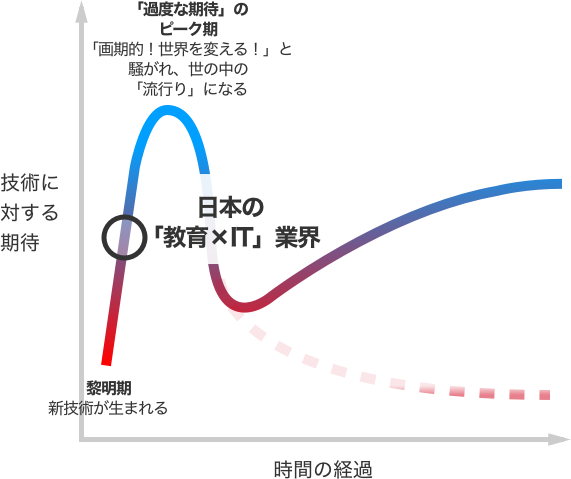 「過度な期待」の
ピーク期
「画期的！世界を変える！」と
騒がれ、世の中の
「流行り」になる
技術に
対する
期待
日本の
「教育×IT」業界
黎明期
新技術が生まれる
時間の経過